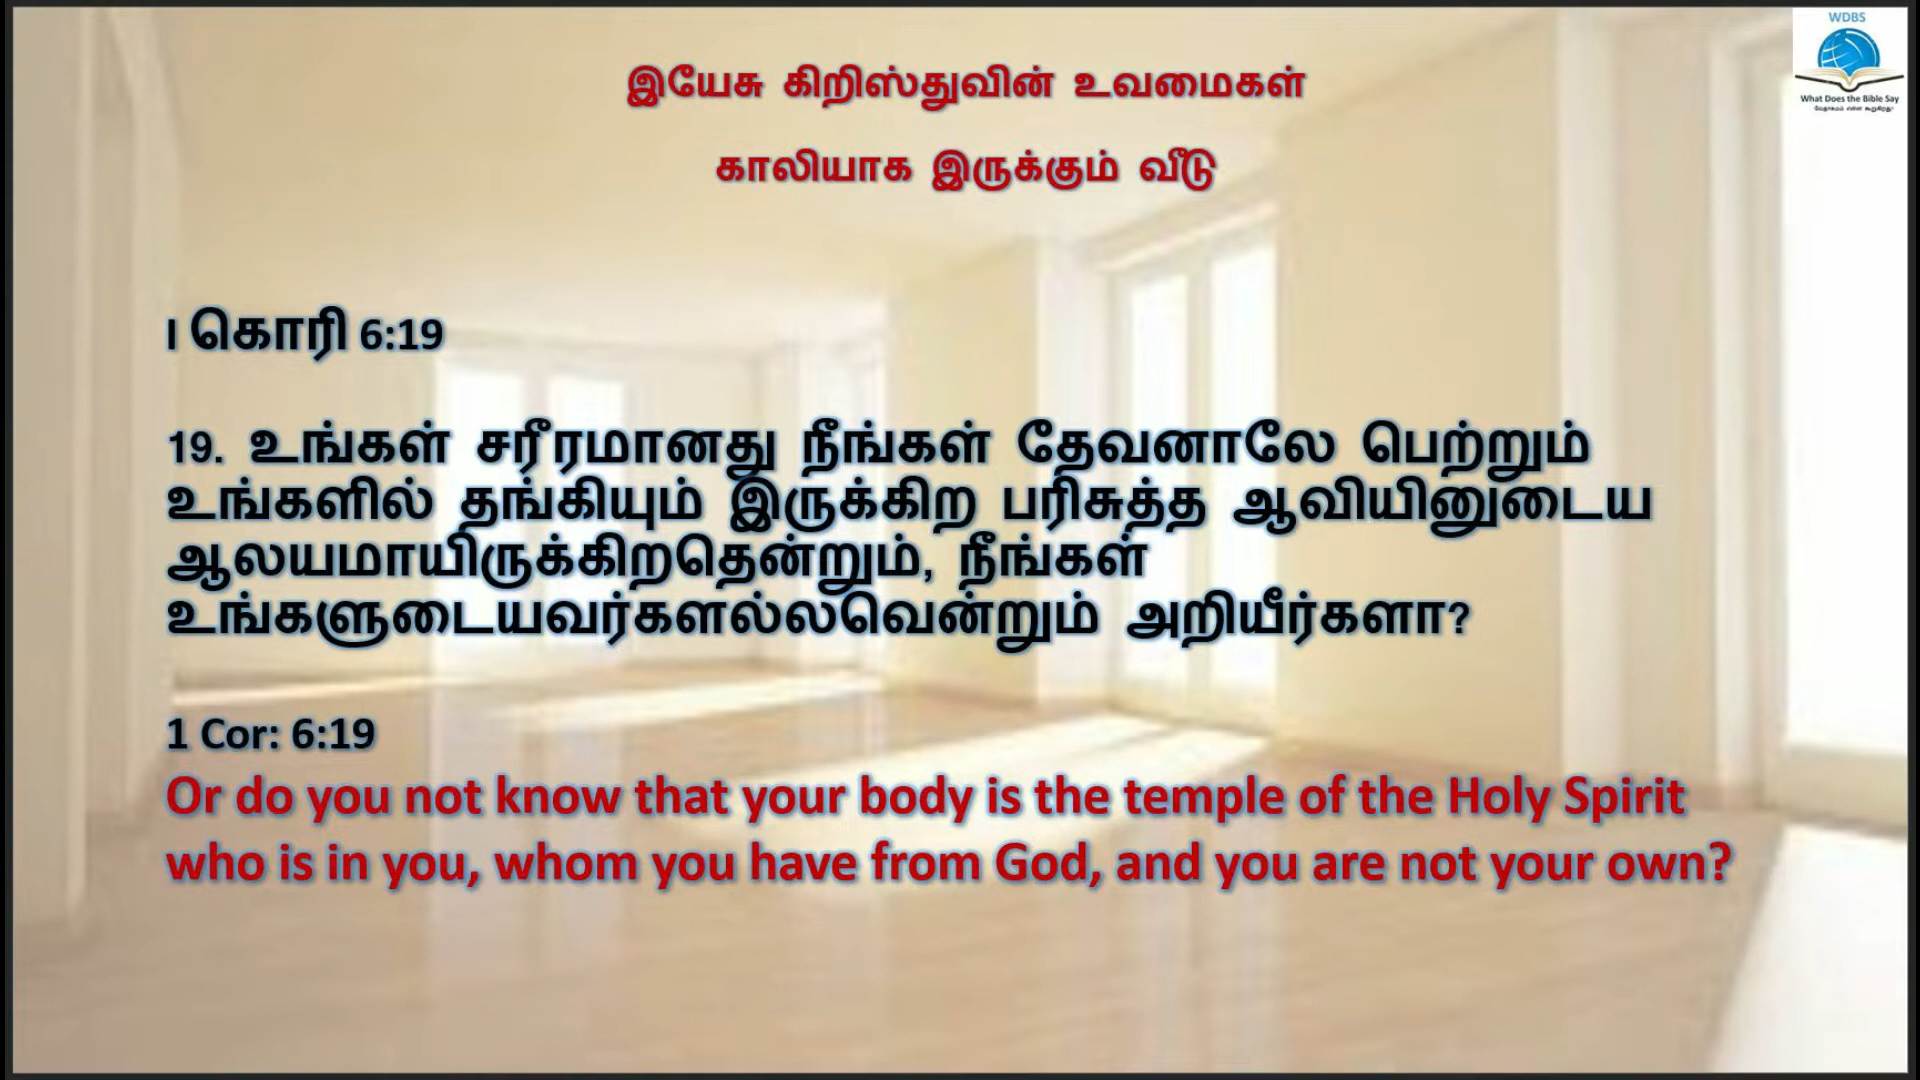 WDBS
What Does the Bible Say
இயேசு கிறிஸ்துவின் உவமைகள்
காலியாக இருக்கும் வீடு
I கொரி 6:19
19. உங்கள் சரீரமானது நீங்கள் தேவனாலே பெற்றும்
உங்களில் தங்கியும் இருக்கிற பரிசுத்த ஆவியினுடைய
ஆலயமாயிருக்கிறதென்றும், நீங்கள்
உங்களுடையவர்களல்லவென்றும் அறியீர்களா?
1 Cor: 6:19
Or do you not know that your body is the temple of the Holy Spirit
who is in you, whom you have from God, and you are not your own?